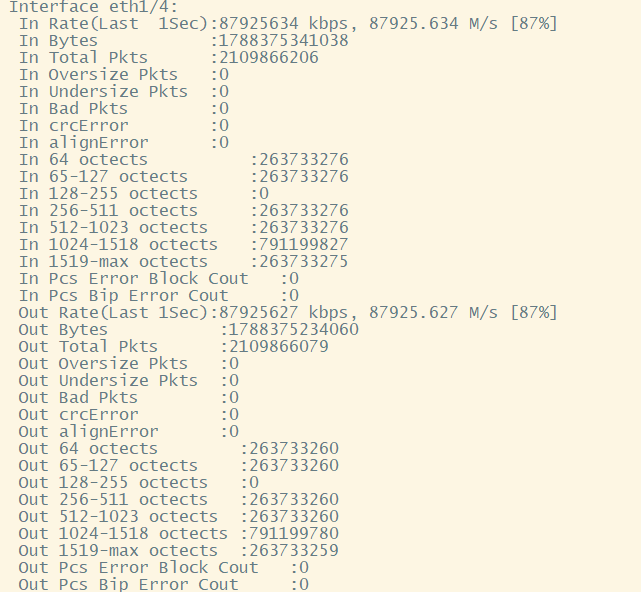 Interface eth1/4:
In Rate(Last 1Sec):87925634 kbps, 87925.634 M/s [87%]
In Bytes :1788375341038
In Total Pkts :2109866206
In Oversize Pkts :0
In Undersize Pkts :0
In Bad Pkts :0
In crcError :0
In alignError :0
In 64 octects :263733276
In 65-127 octects :263733276
In 128-255 octects :0
In 256-511 octects :263733276
In 512-1023 octects :263733276
In 1024-1518 octects :791199827
In 1519-max octects :263733275
In Pcs Error Block Cout :0
In Pcs Bip Error Cout :0
Out Rate(Last 1Sec):87925627 kbps, 87925.627 M/s [87%]
Out Bytes :1788375234060
Out Total Pkts :2109866079
Out Oversize Pkts :0
Out Undersize Pkts :0
Out Bad Pkts :0
Out crcError :0
Out alignError :0
Out 64 octects :263733260
Out 65-127 octects :263733260
Out 128-255 octects :0
Out 256-511 octects :263733260
Out 512-1023 octects :263733260
Out 1024-1518 octects :791199780
Out 1519-max octects :263733259
Out Pcs Error Block Cout :0
Out Pcs Bip Error Cout :0